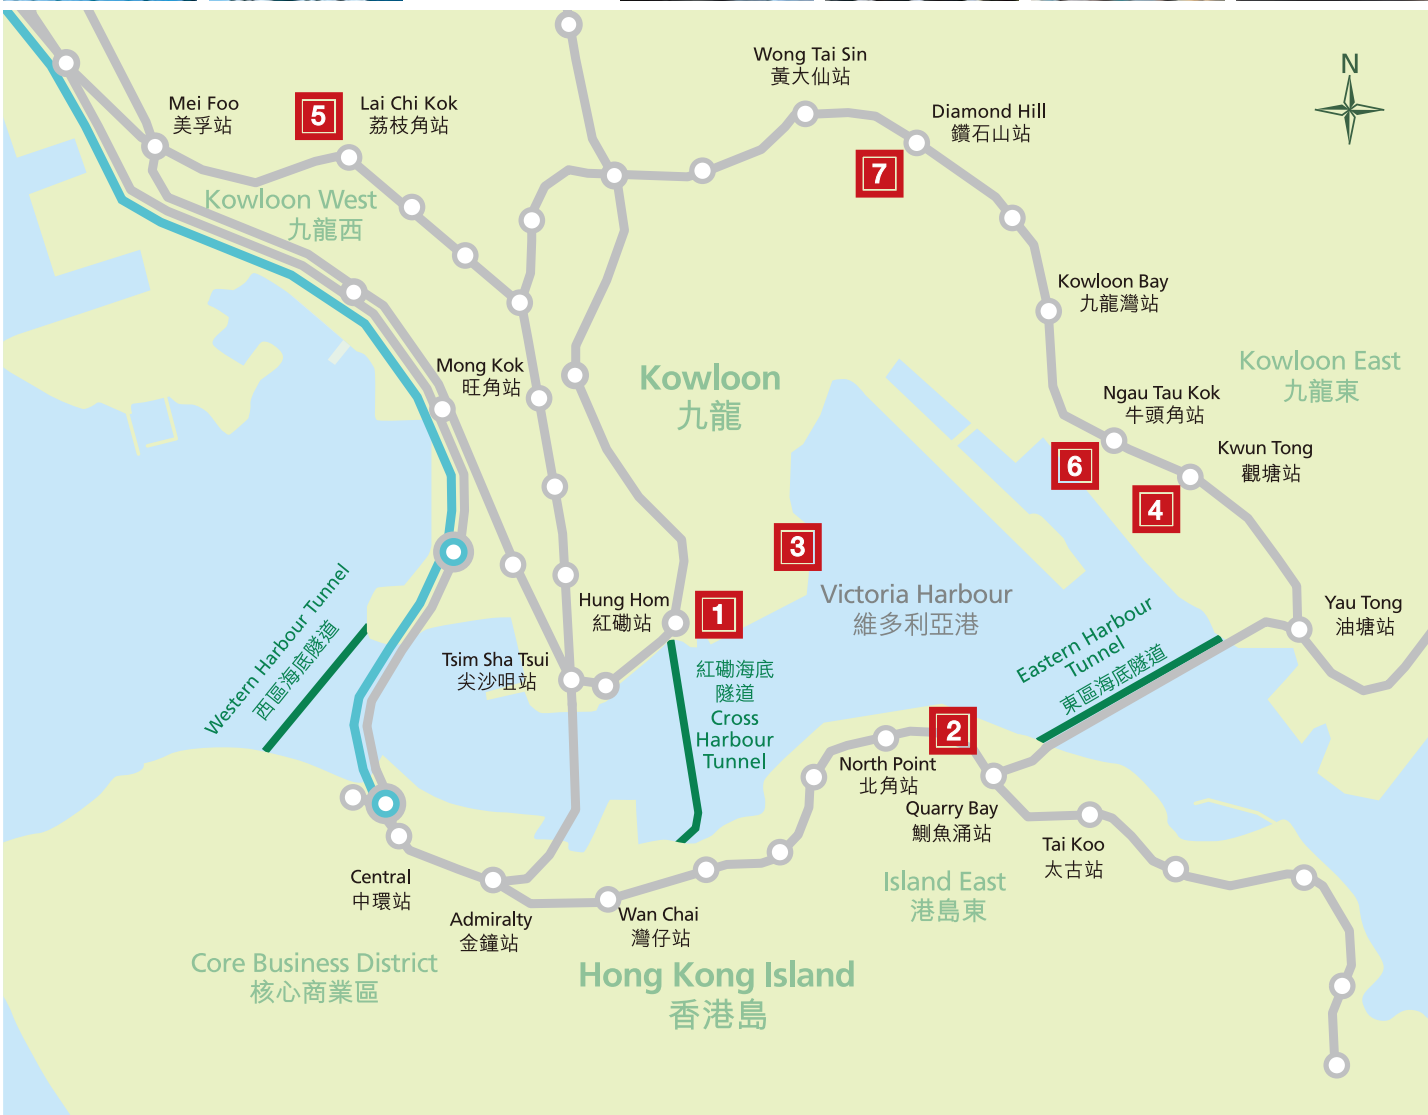 Wong Tai Sin
黃大仙站
N
Mei Foo
美孚站
5
Lai Chi Kok
荔枝角站
Diamond Hill
鑽石山站
7
Kowloon West
九龍西
Kowloon Bay
九龍灣站
Mong Kok
旺角站
Kowloon
九龍
Kowloon East
九龍東
Ngau Tau Kok
牛頭角站
6
Kwun Tong
觀塘站
4
3
Western Harbour Tunnel
西區海底隧道
Hung Hom
紅磡站
1
Victoria Harbour
維多利亞港
Eastern Harbour
Tunnel
東區海底隧道
Yau Tong
油塘站
Tsim Sha Tsui
尖沙咀站
紅磡海底
隧道
Cross
Harbour
Tunnel
2
North Point
北角站
Quarry Bay
鰂魚涌站
Tai Koo
太古站
Central
中環站
Admiralty
金鐘站
Wan Chai
灣仔站
Island East
港島東
Core Business District
核心商業區
Hong Kong Island
香港島